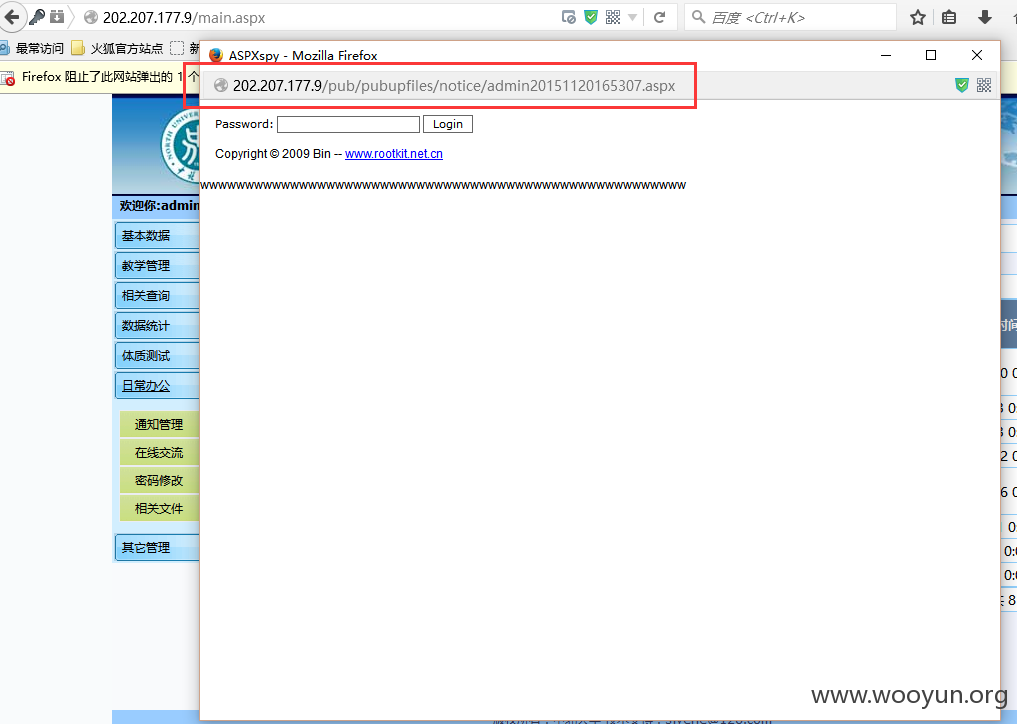 202.207.177.9/main.aspx
百度 <Ctrl+K>
最常访问 火狐官方站点 新
Firefox 阻止了此网站弹出的 1 个
ASPXspy - Mozilla Firefox
202.207.177.9/pub/pubupfiles/notice/admin20151120165307.aspx
Password: Login
Copyright © 2009 Bin -- www.rootkit.net.cn
wwwwwwwwwwwwwwwwwwwwwwwwwwwwwwwwwwwwwwwwwwwwwwwwwwwwww
NORTH UNIVER
欢迎你:admin
基本数据
教学管理
相关查询
数据统计
体质测试
日常办公
通知管理
在线交流
密码修改
相关文件
其它管理
时间
www.wooyun.org